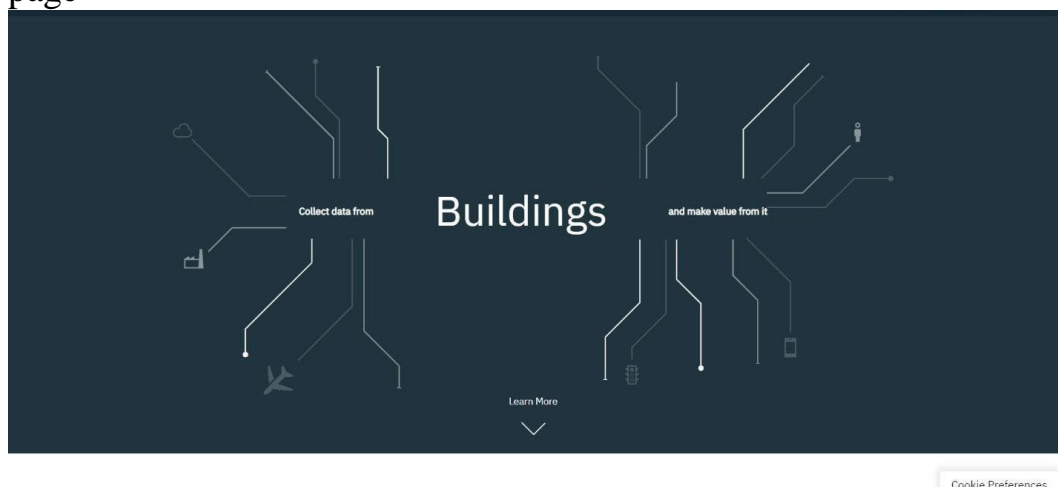 page
Collect data from Buildings and make value from it
Learn More
Cookie Preferences